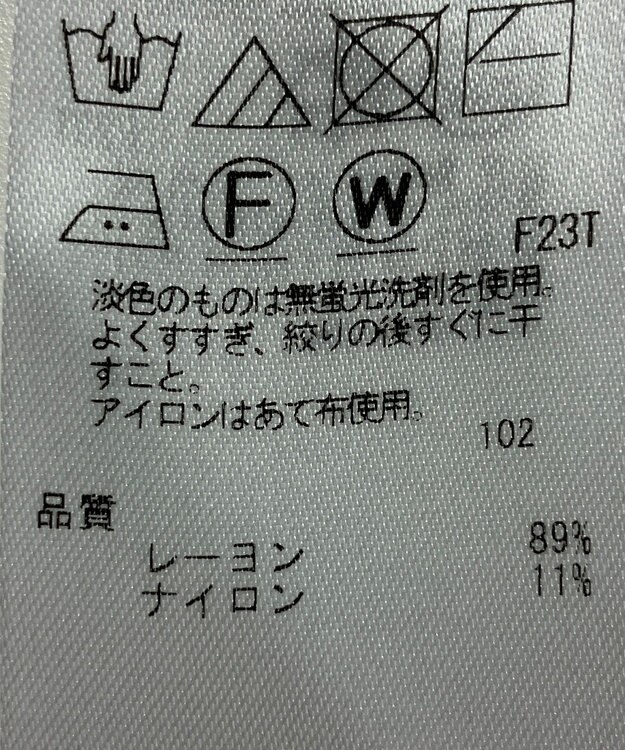 F W F23T
淡色のものは無蛍光洗剤を使用。
よくすすぎ、絞りの後すぐに干
すこと。
アイロンはあて布使用。
102
品質
レーヨン 89%
ナイロン 11%